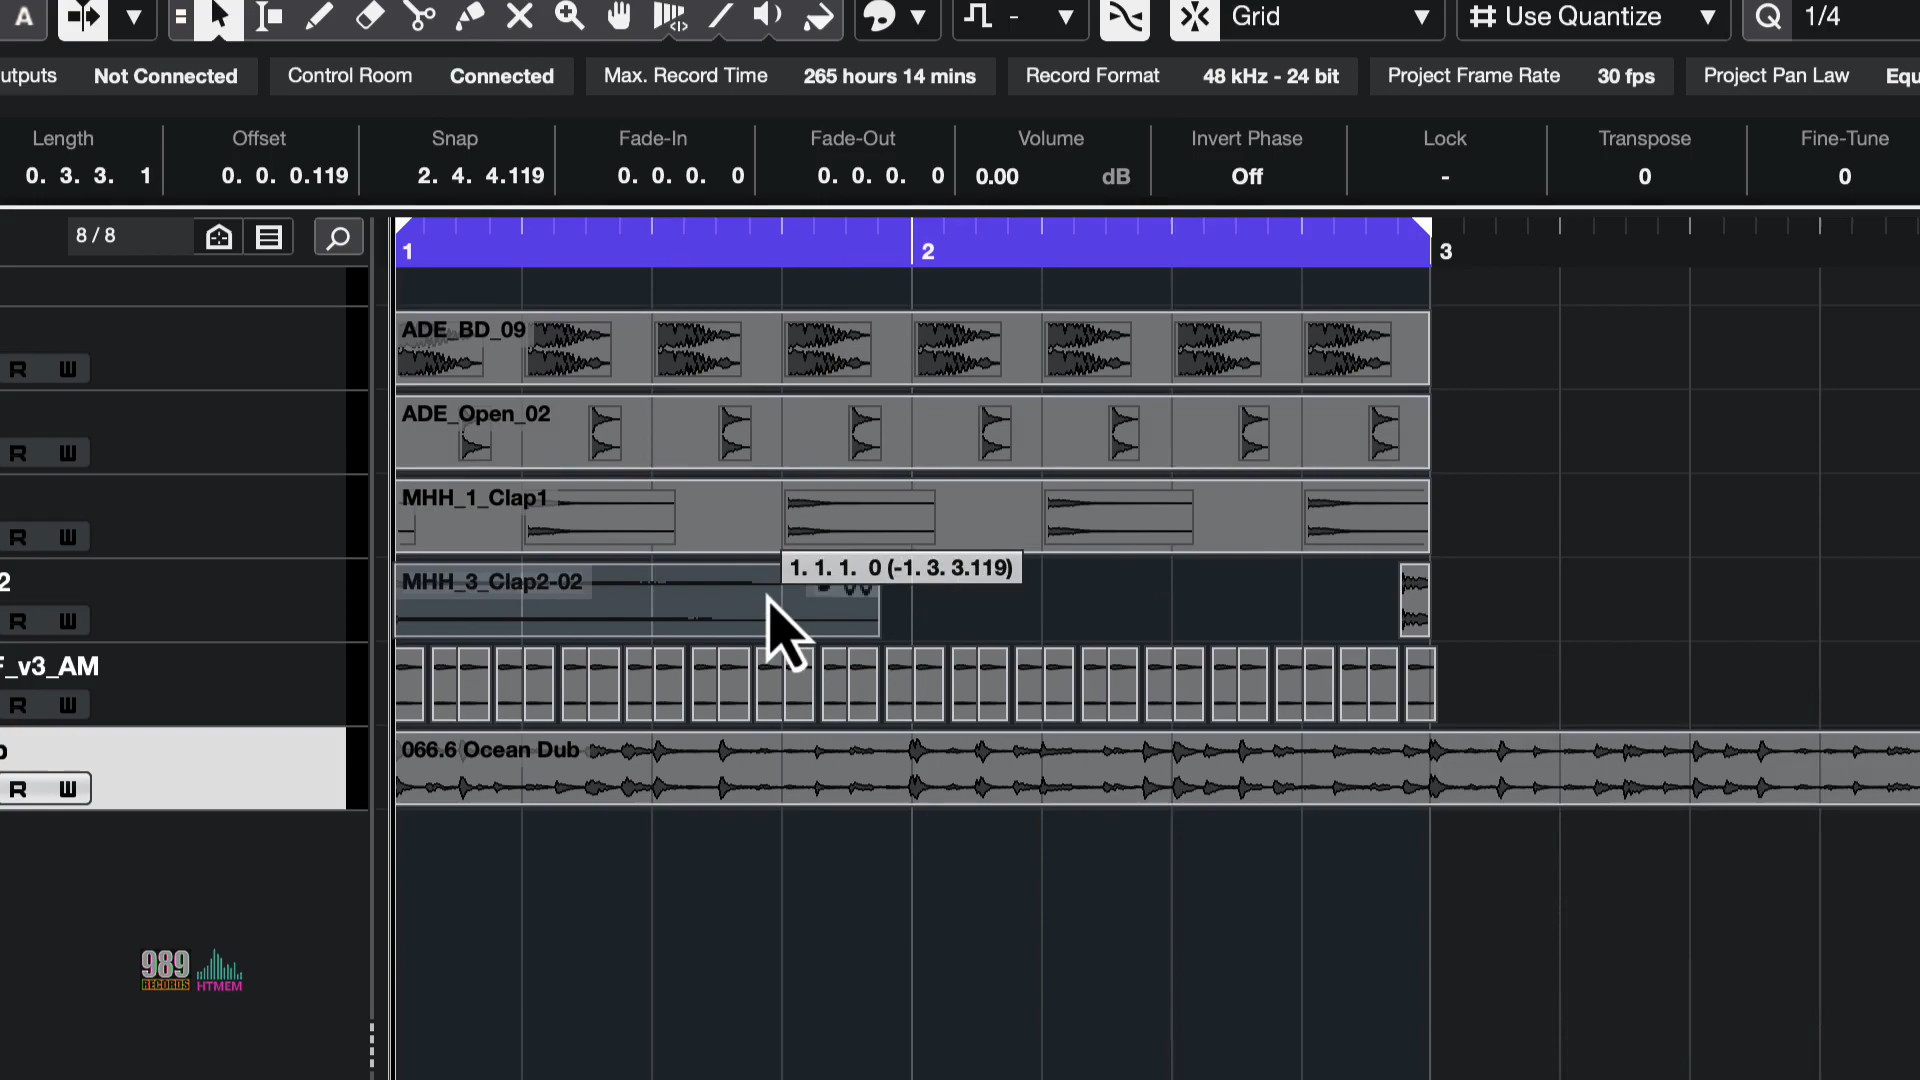 A - Grid Use Quantize Q 1/4
utputs Not Connected Control Room Connected Max. Record Time 265 hours 14 mins Record Format 48 kHz - 24 bit Project Frame Rate 30 fps Project Pan Law Equ
Length Offset Snap Fade-In Fade-Out Volume Invert Phase Lock Transpose Fine-Tune
0. 3. 3. 1 0. 0. 0.119 2. 4. 4.119 0. 0. 0. 0 0. 0. 0. 0 0.00 dB Off - 0 0
8 / 8
1 2 3
ADE_BD_09
R W
ADE_Open_02
R W
MHH_1_Clap1
R W
1. 1. 1. 0 (-1. 3. 3.119)
2
MHH_3_Clap2-02
R W
_v3_AM
R W
066.6 Ocean Dub
R W
989
RECORDS HTMEM